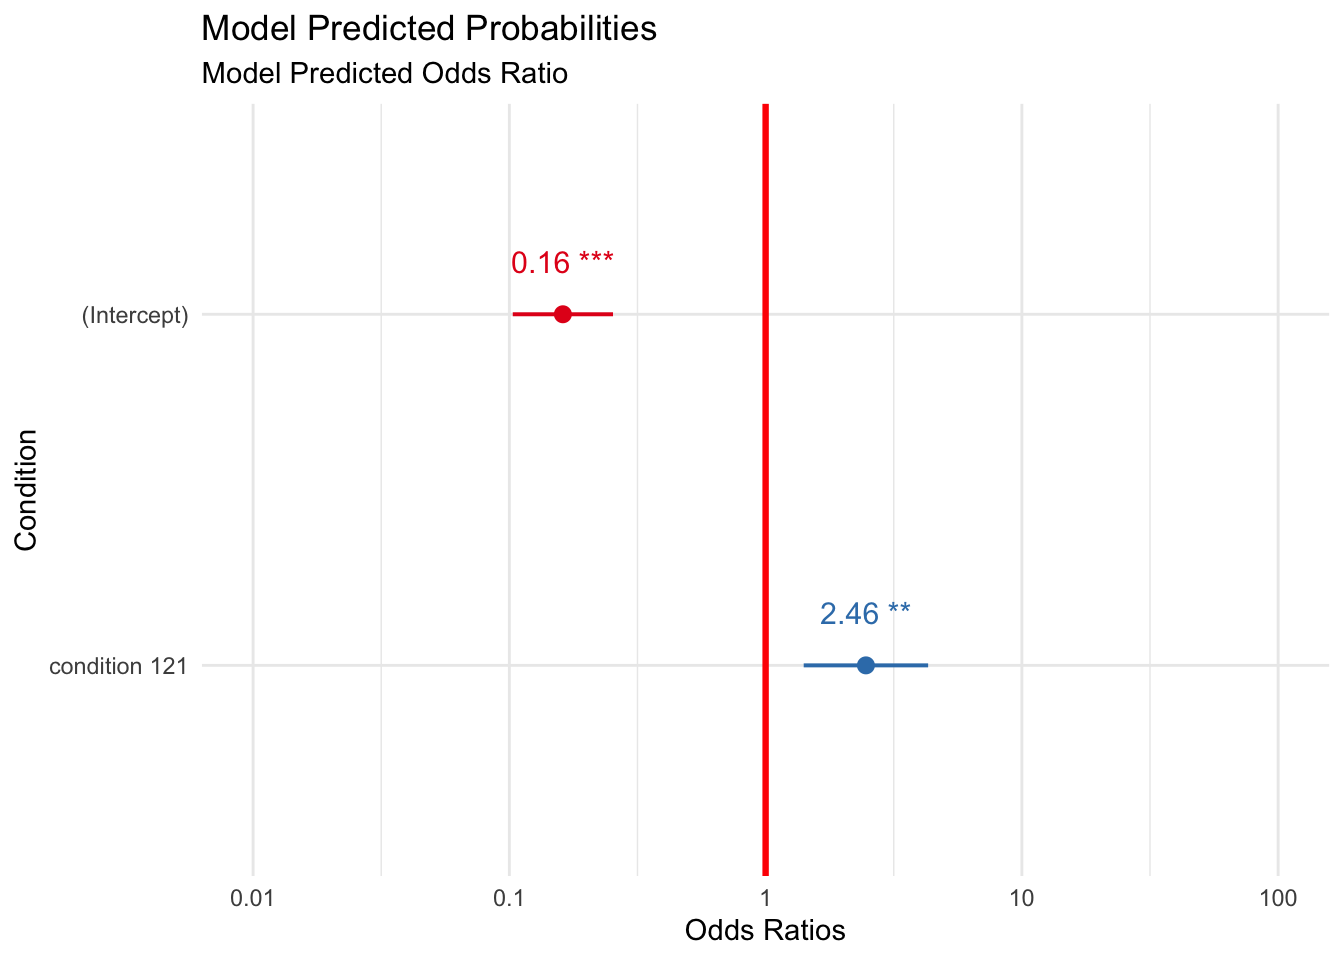 Model Predicted Probabilities
Model Predicted Odds Ratio
0.16 ***
(Intercept)
Condition
2.46 **
condition 121
0.01 0.1 1 10 100
Odds Ratios